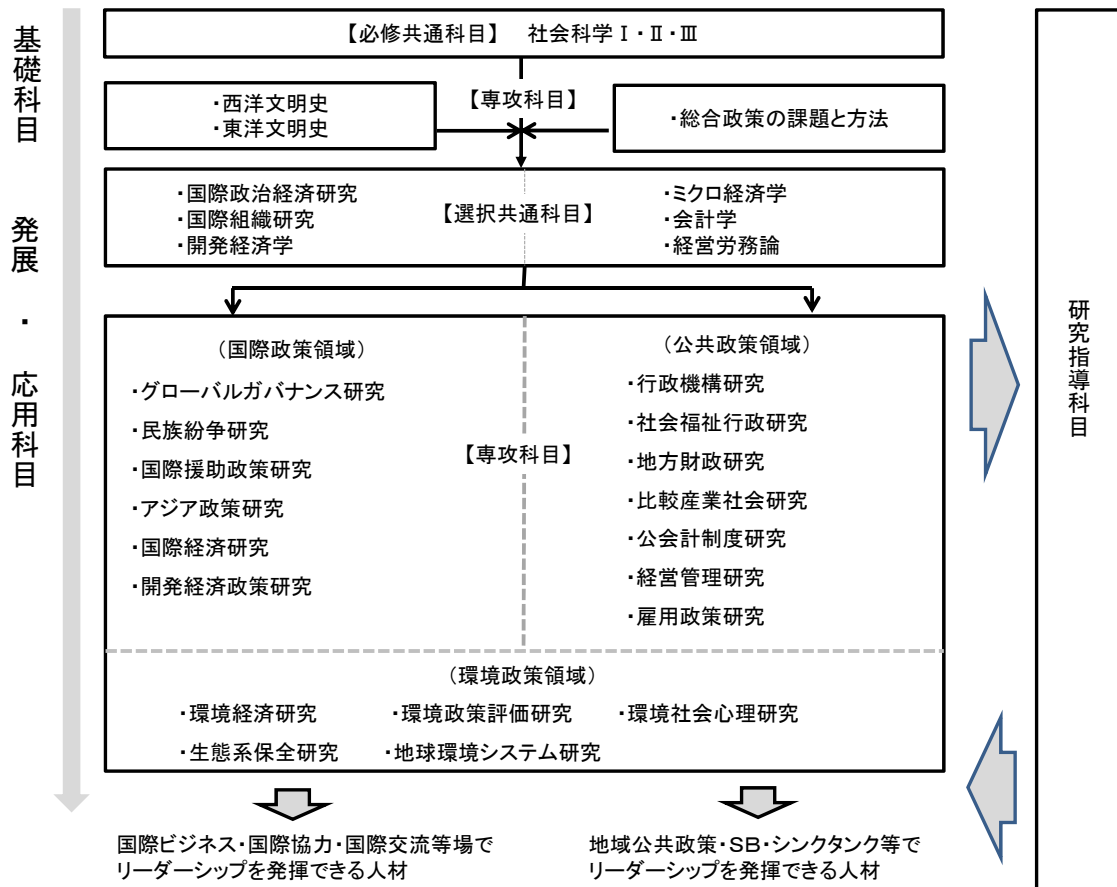 基礎科目
発展・応用科目
【必修共通科目】 社会科学Ⅰ・Ⅱ・Ⅲ
・西洋文明史
・東洋文明史
【専攻科目】
・総合政策の課題と方法
・国際政治経済研究
・国際組織研究
・開発経済学
【選択共通科目】
・ミクロ経済学
・会計学
・経営労務論
（国際政策領域）
・グローバルガバナンス研究
・民族紛争研究
・国際援助政策研究
・アジア政策研究
・国際経済研究
・開発経済政策研究
【専攻科目】
（公共政策領域）
・行政機構研究
・社会福祉行政研究
・地方財政研究
・比較産業社会研究
・公会計制度研究
・経営管理研究
・雇用政策研究
（環境政策領域）
・環境経済研究 ・環境政策評価研究 ・環境社会心理研究
・生態系保全研究 ・地球環境システム研究
国際ビジネス・国際協力・国際交流等場で
リーダーシップを発揮できる人材
地域公共政策・SB・シンクタンク等で
リーダーシップを発揮できる人材
研究指導科目